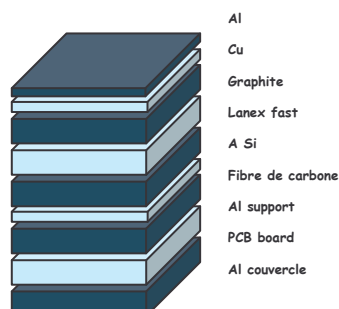 Al
Cu
Graphite
Lanex fast
A Si
Fibre de carbone
Al support
PCB board
Al couvercle